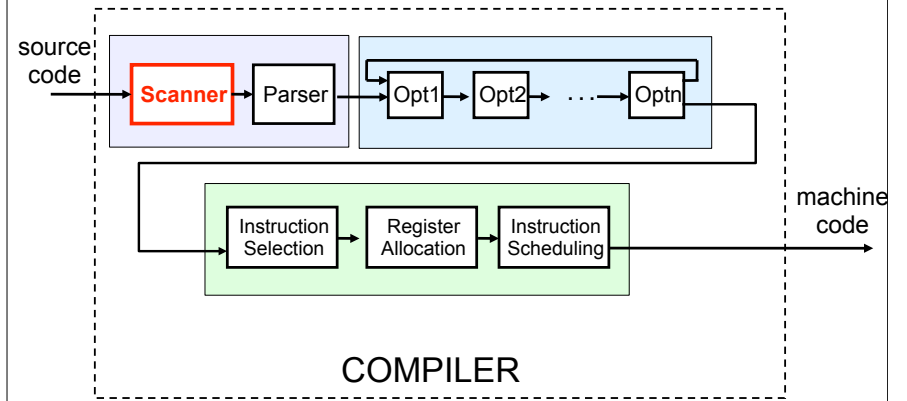 source
code
Scanner
Parser
Opt1
Opt2
. . .
Optn
Instruction
Selection
Register
Allocation
Instruction
Scheduling
machine
code
COMPILER